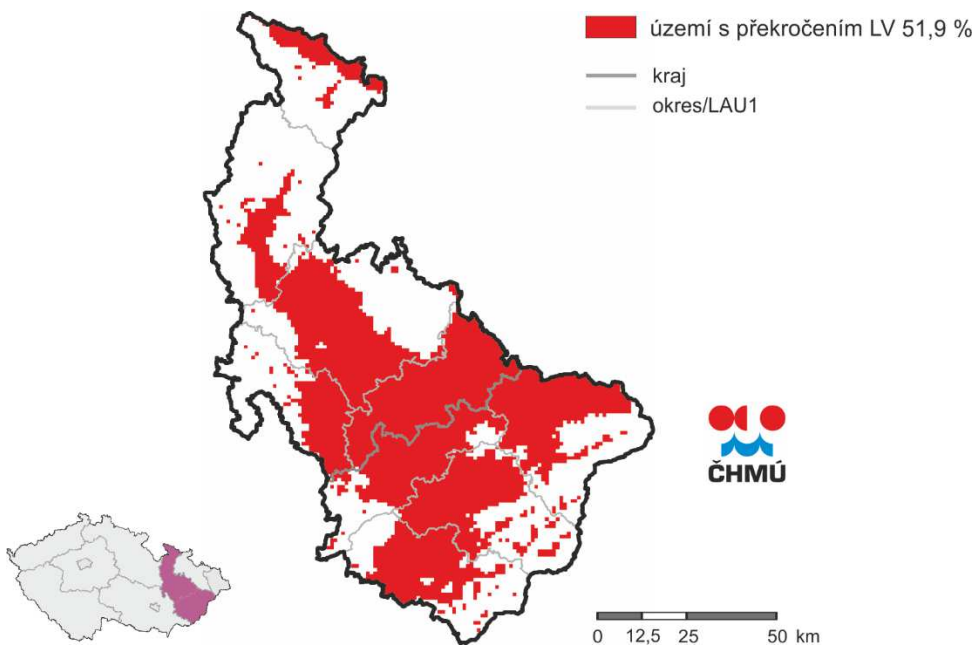 území s překročením LV 51,9 %
kraj
okres/LAU1
ČHMÚ
0 12,5 25 50 km